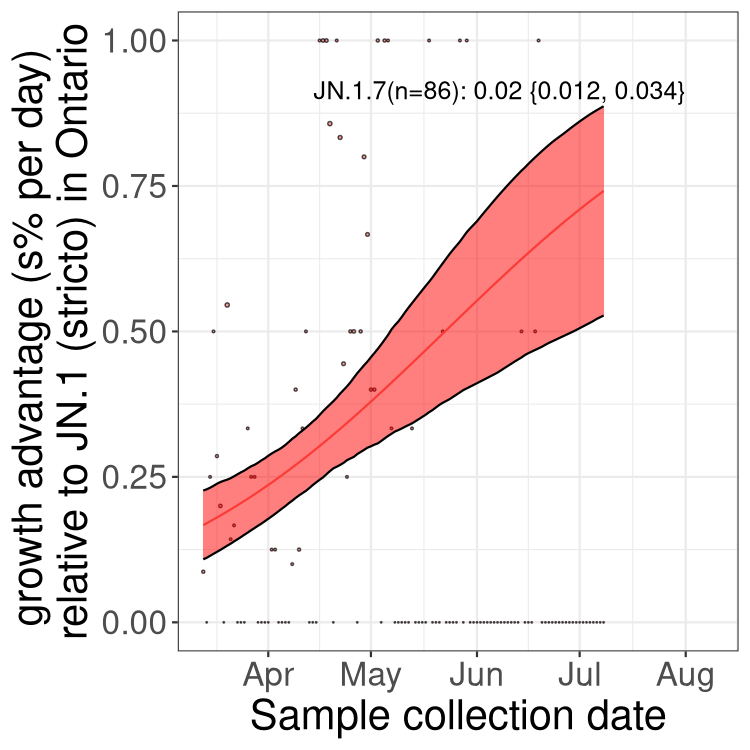 growth advantage (s% per day)
relative to JN.1 (stricto) in Ontario
1.00
0.75
0.50
0.25
0.00
JN.1.7(n=86): 0.02 {0.012, 0.034}
Apr May Jun Jul Aug
Sample collection date